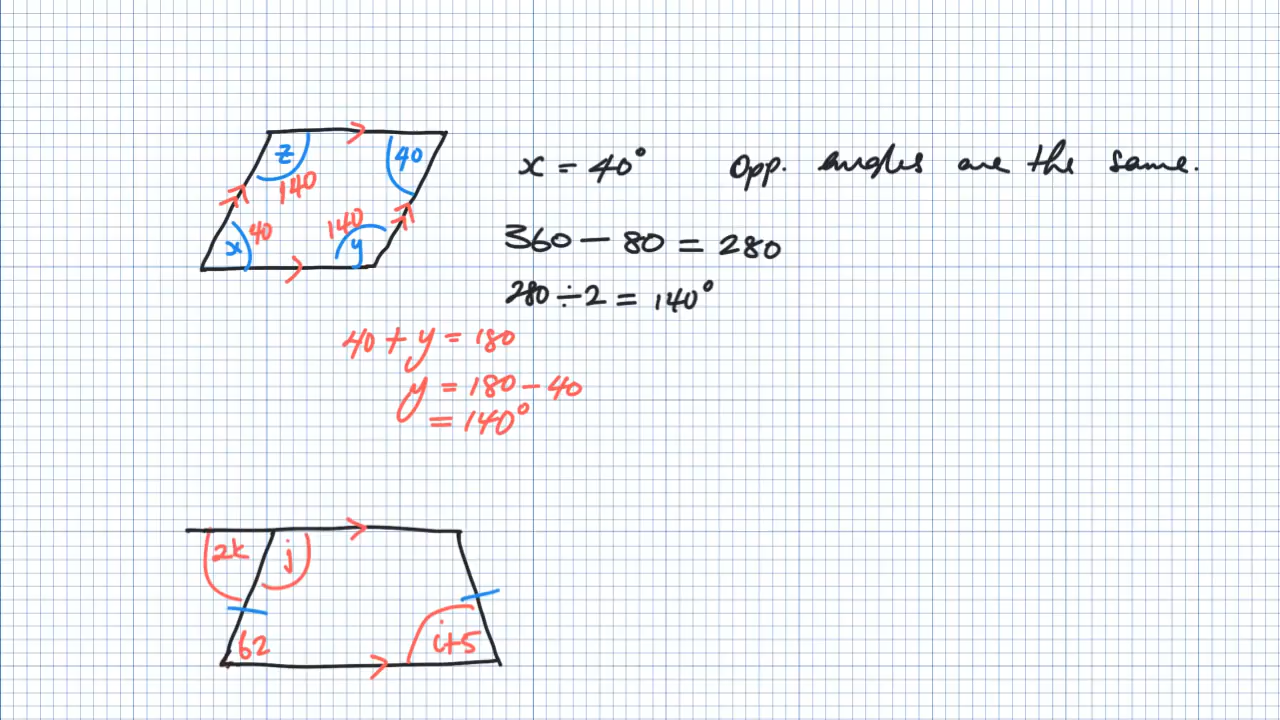 z 40
140
x 40 140 y
x = 40° Opp. angles are the same.
360 - 80 = 280
280 ÷ 2 = 140°
40 + y = 180
y = 180 - 40
= 140°
2k j
62 i+5